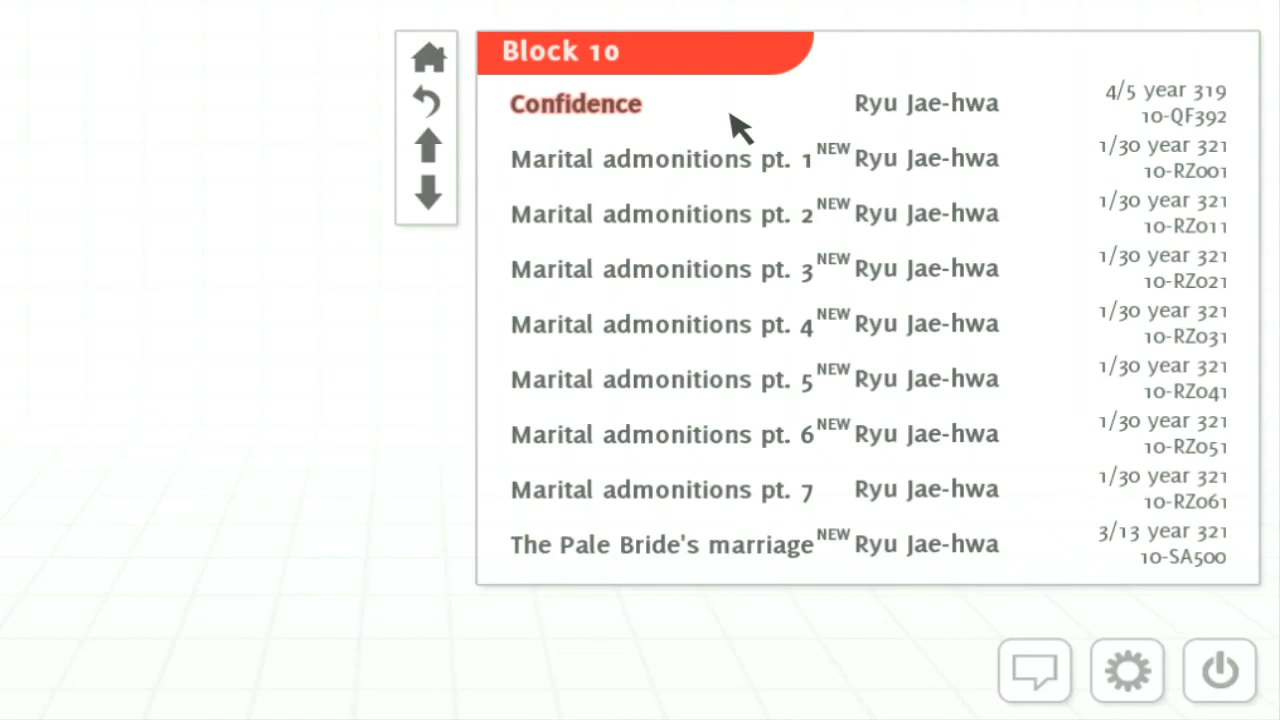 Block 10
Confidence Ryu Jae-hwa 4/5 year 319
10-QF392
Marital admonitions pt. 1 NEW Ryu Jae-hwa 1/30 year 321
10-RZ001
Marital admonitions pt. 2 NEW Ryu Jae-hwa 1/30 year 321
10-RZ011
Marital admonitions pt. 3 NEW Ryu Jae-hwa 1/30 year 321
10-RZ021
Marital admonitions pt. 4 NEW Ryu Jae-hwa 1/30 year 321
10-RZ031
Marital admonitions pt. 5 NEW Ryu Jae-hwa 1/30 year 321
10-RZ041
Marital admonitions pt. 6 NEW Ryu Jae-hwa 1/30 year 321
10-RZ051
Marital admonitions pt. 7 Ryu Jae-hwa 1/30 year 321
10-RZ061
The Pale Bride's marriage NEW Ryu Jae-hwa 3/13 year 321
10-SA500